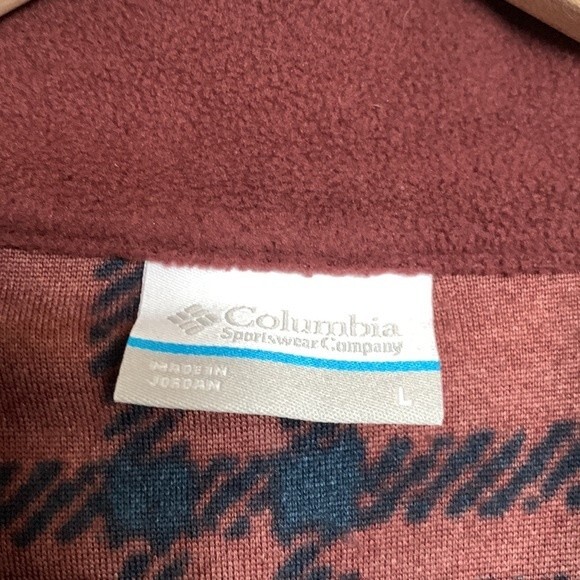 Columbia
Sportswear Company
MADE IN
JORDAN
L